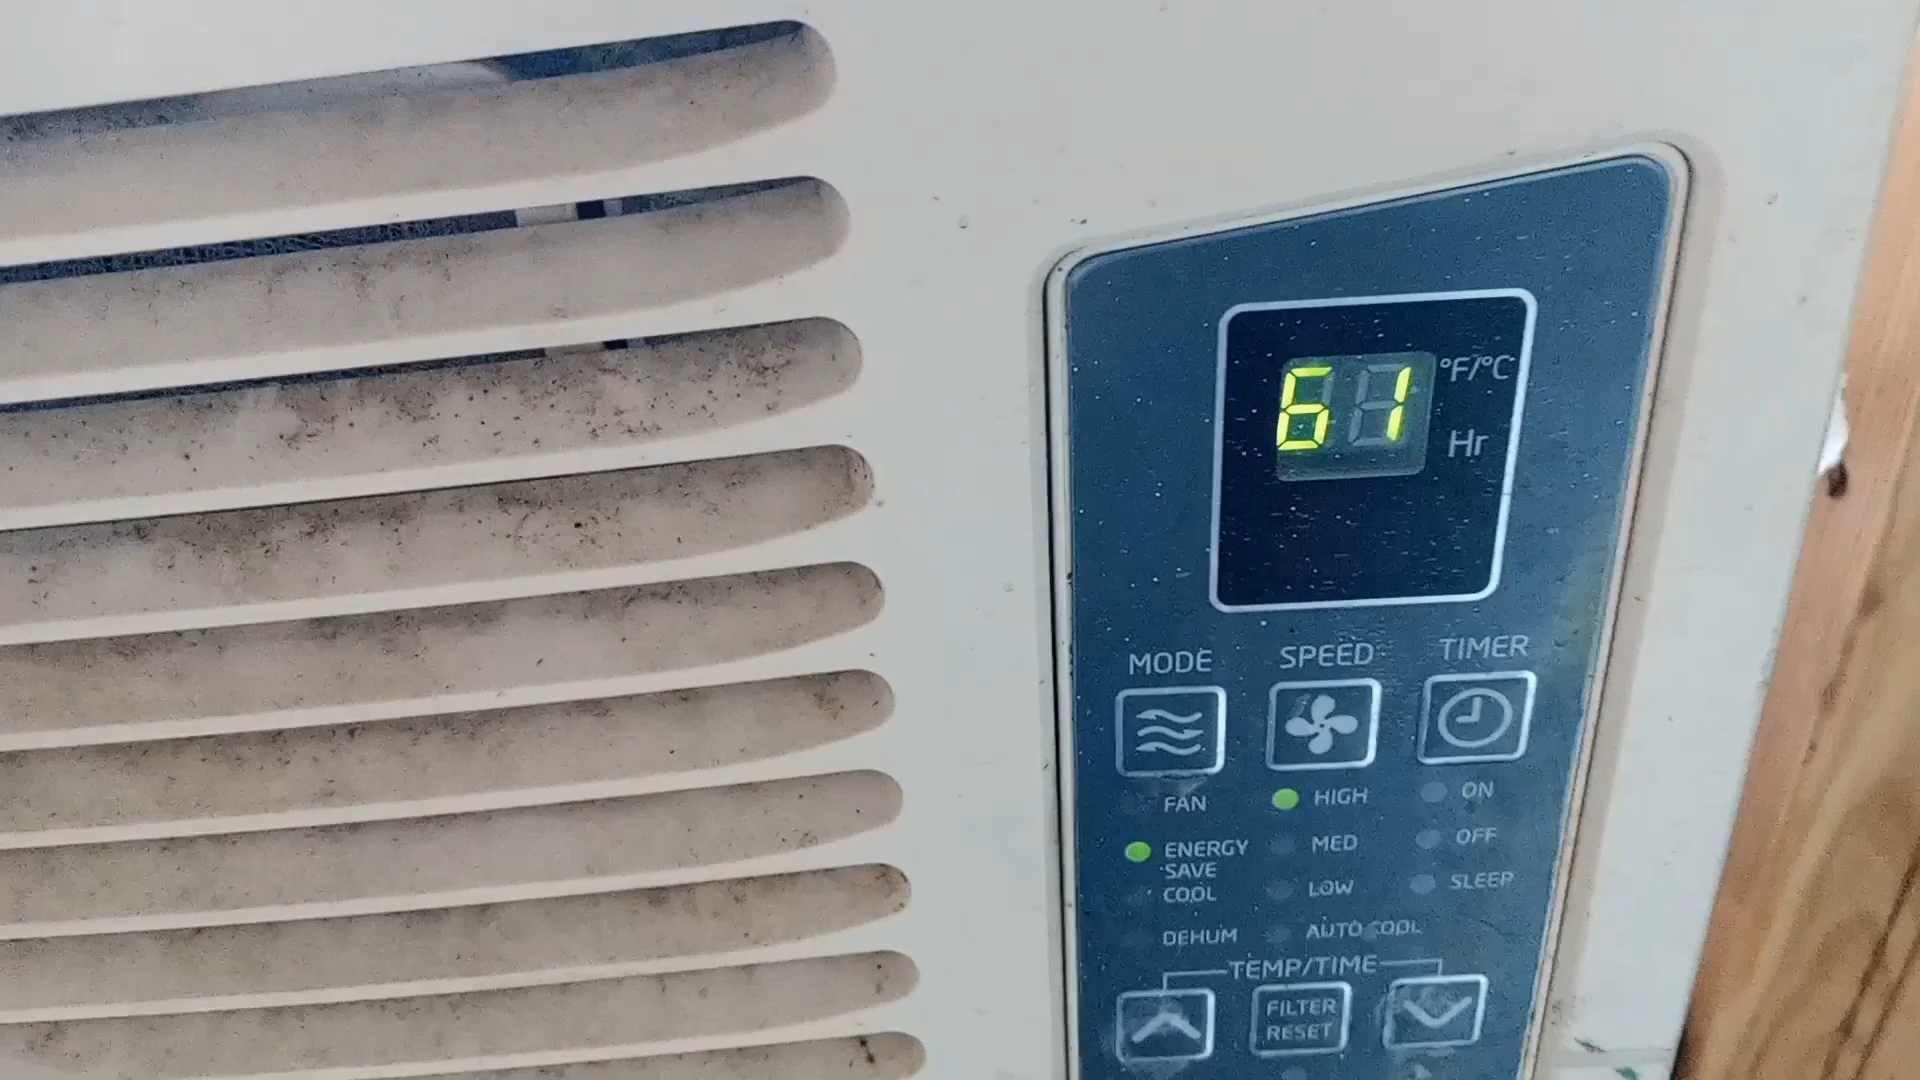 61
°F/°C
Hr
MODE SPEED TIMER
FAN HIGH ON
ENERGY SAVE MED OFF
COOL LOW SLEEP
DEHUM AUTO COOL
TEMP/TIME
FILTER
RESET